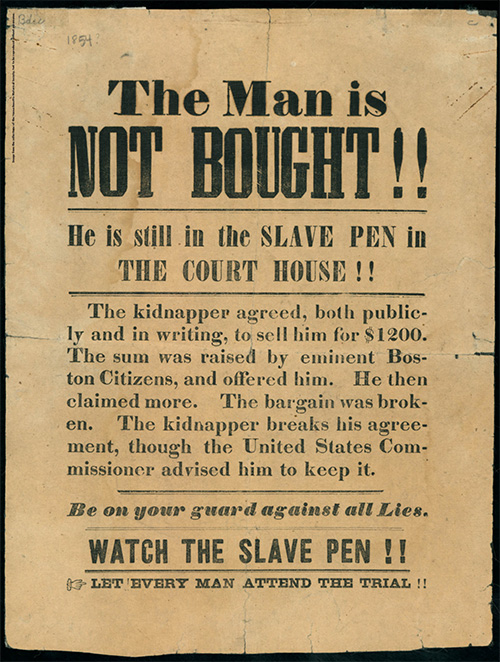 1854?
The Man is
NOT BOUGHT!!
He is still in the SLAVE PEN in
THE COURT HOUSE!!
The kidnapper agreed, both public-
ly and in writing, to sell him for $1200.
The sum was raised by eminent Bos-
ton Citizens, and offered him. He then
claimed more. The bargain was brok-
en. The kidnapper breaks his agree-
ment, though the United States Com-
missioner advised him to keep it.
Be on your guard against all Lies.
WATCH THE SLAVE PEN!!
☞ LET EVERY MAN ATTEND THE TRIAL!!